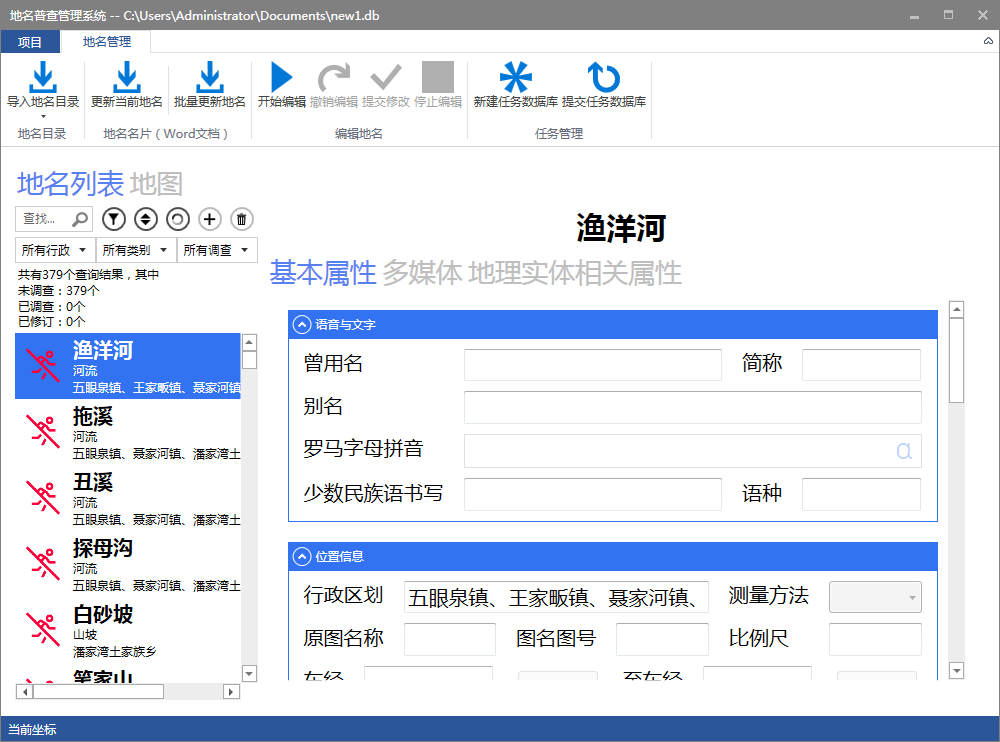 地名普查管理系统 -- C:\Users\Administrator\Documents\new1.db
项目 地名管理
导入地名目录 更新当前地名 批量更新地名 开始编辑 撤销编辑 提交修改 停止编辑 新建任务数据库 提交任务数据库
地名目录 地名名片（Word文档） 编辑地名 任务管理
地名列表 地图
查找...
所有行政 所有类别 所有调查
共有379个查询结果，其中
未调查：379个
已调查：0个
已修订：0个
渔洋河
河流
五眼泉镇、王家畈镇、聂家河镇
拖溪
河流
五眼泉镇、聂家河镇、潘家湾土
丑溪
河流
五眼泉镇、聂家河镇、潘家湾土
探母沟
河流
五眼泉镇、聂家河镇、潘家湾土
白砂坡
山坡
潘家湾土家族乡
笔家山
渔洋河
基本属性 多媒体 地理实体相关属性
语音与文字
曾用名 简称
别名
罗马字母拼音 ɑ
少数民族语书写 语种
位置信息
行政区划 五眼泉镇、王家畈镇、聂家河镇、 测量方法
原图名称 图名图号 比例尺
东经 至东经
当前坐标